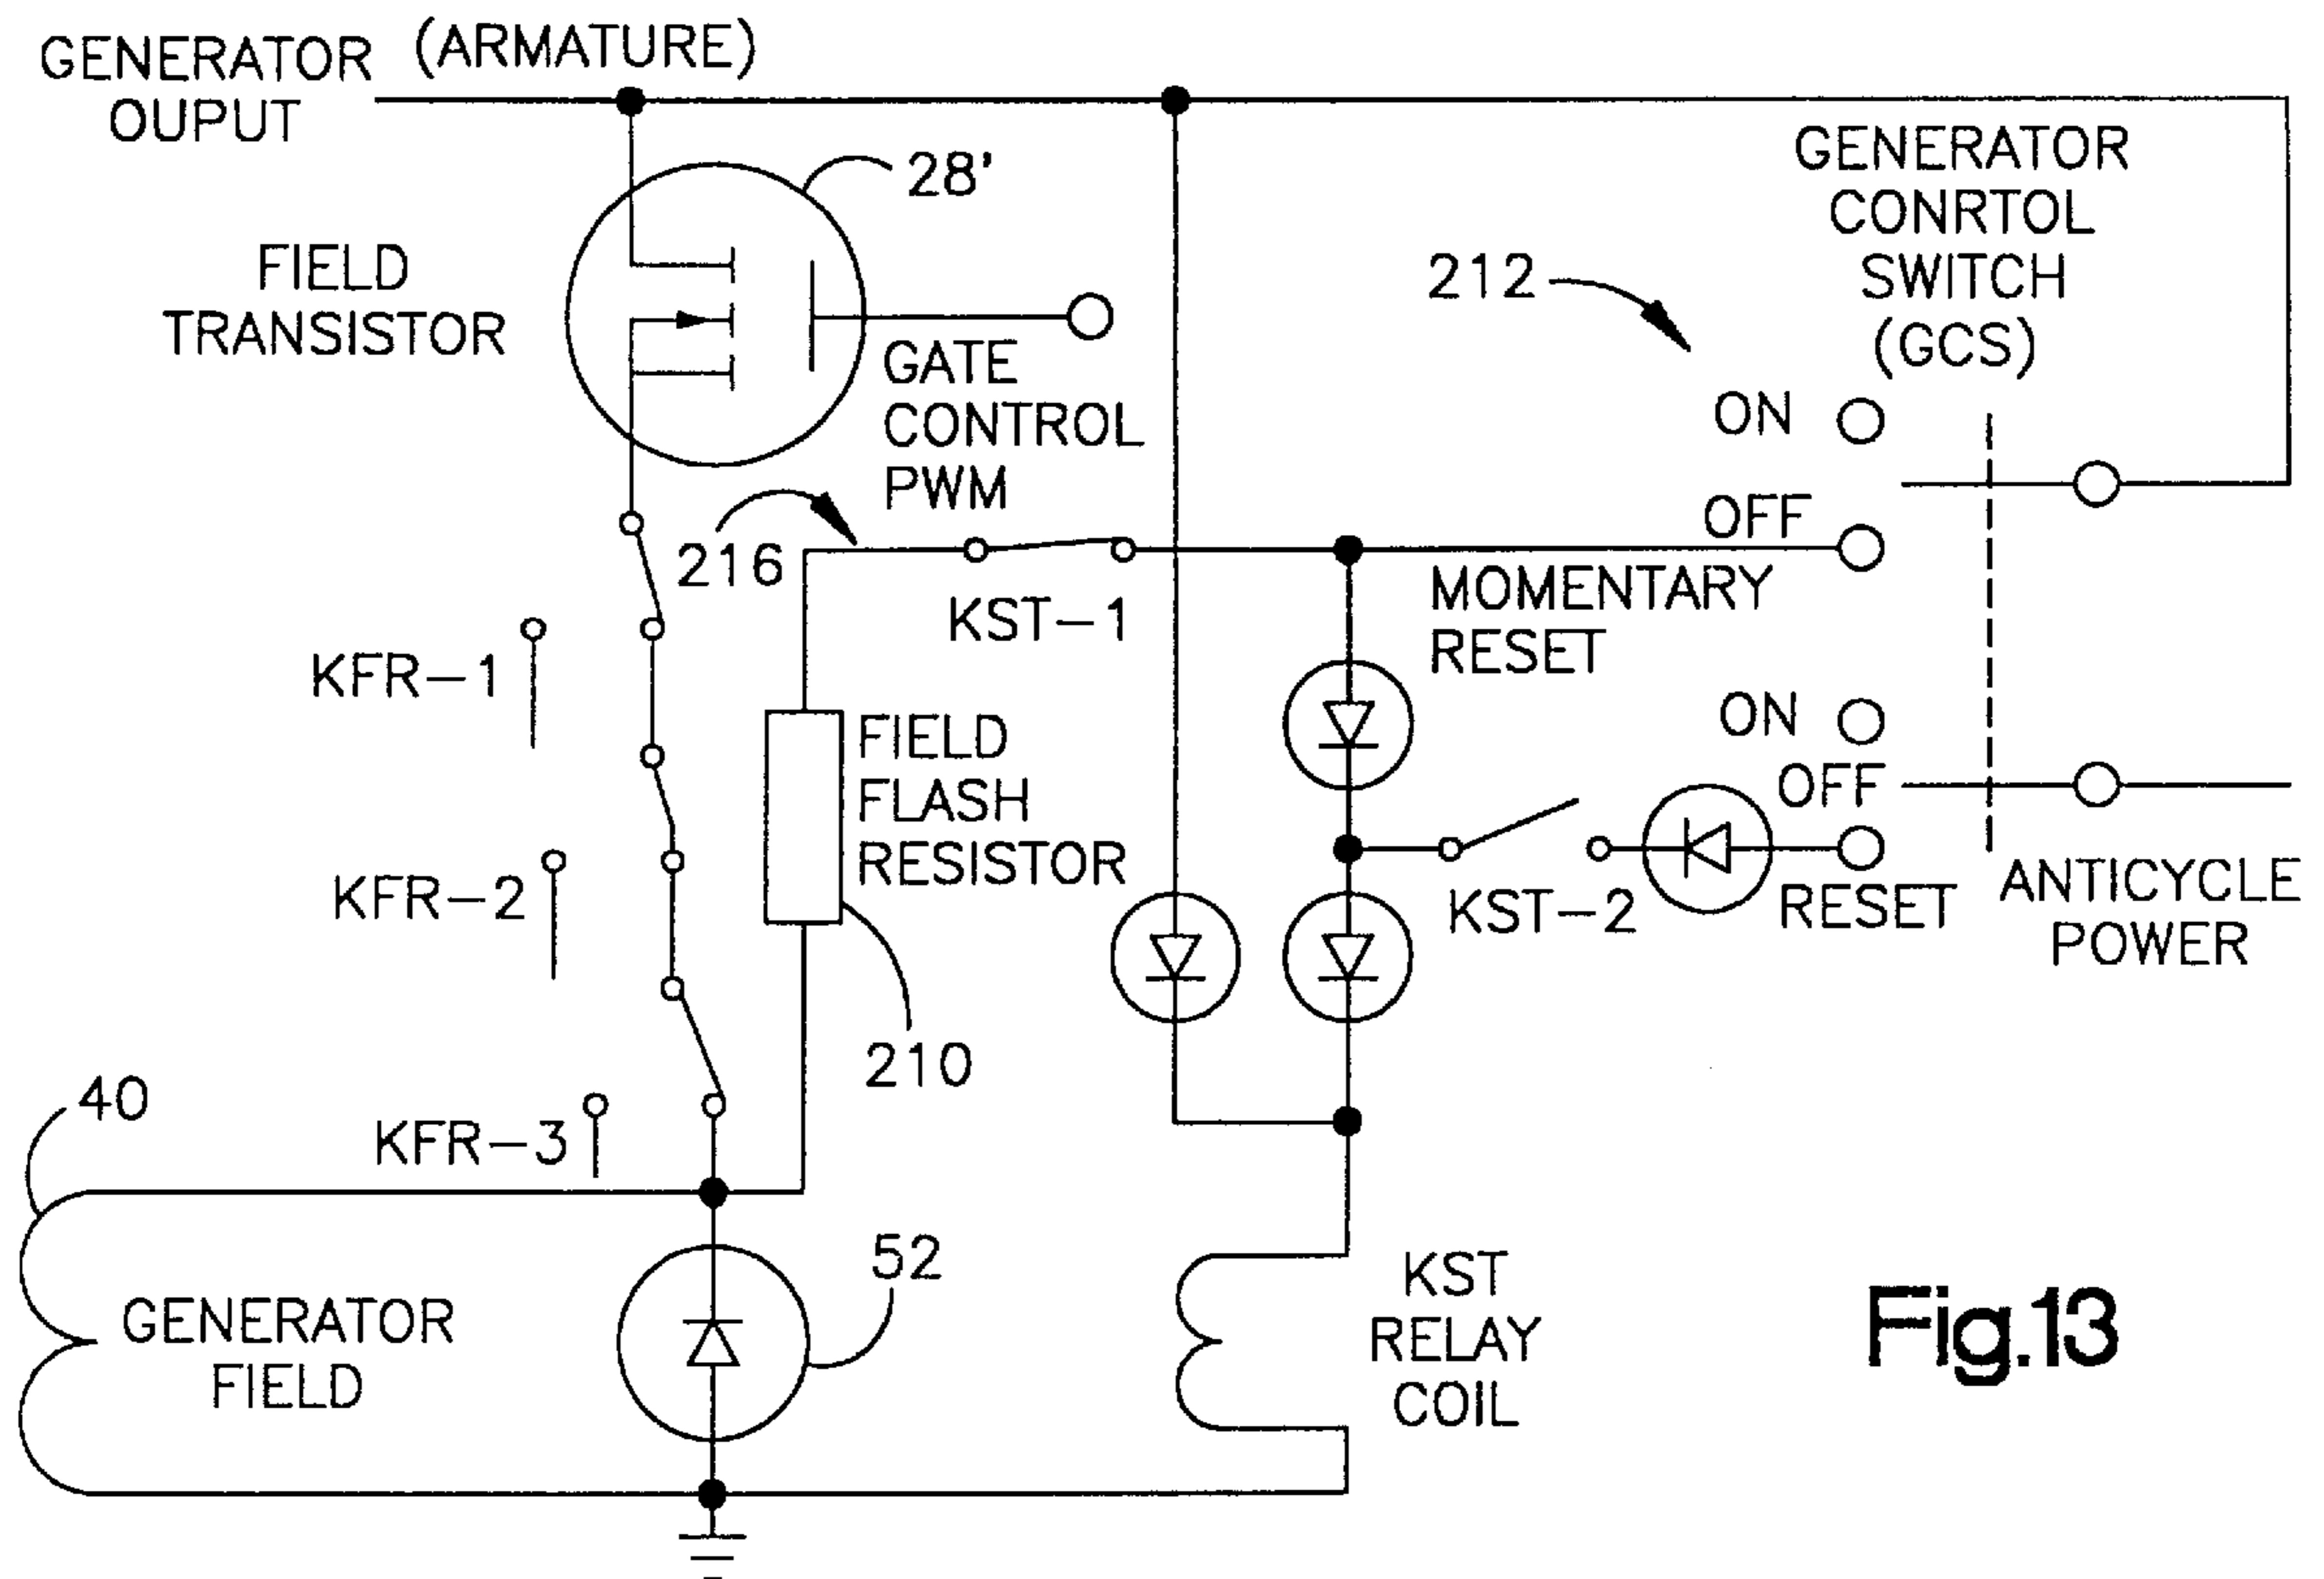 GENERATOR (ARMATURE)
OUPUT
28'
GENERATOR
CONRTOL
SWITCH
(GCS)
212
FIELD
TRANSISTOR
GATE
CONTROL
PWM
ON
OFF
216
KST-1
MOMENTARY
RESET
KFR-1
FIELD
FLASH
RESISTOR
ON
OFF
KFR-2
KST-2
RESET
ANTICYCLE
POWER
210
40
KFR-3
52
GENERATOR
FIELD
KST
RELAY
COIL
Fig.13